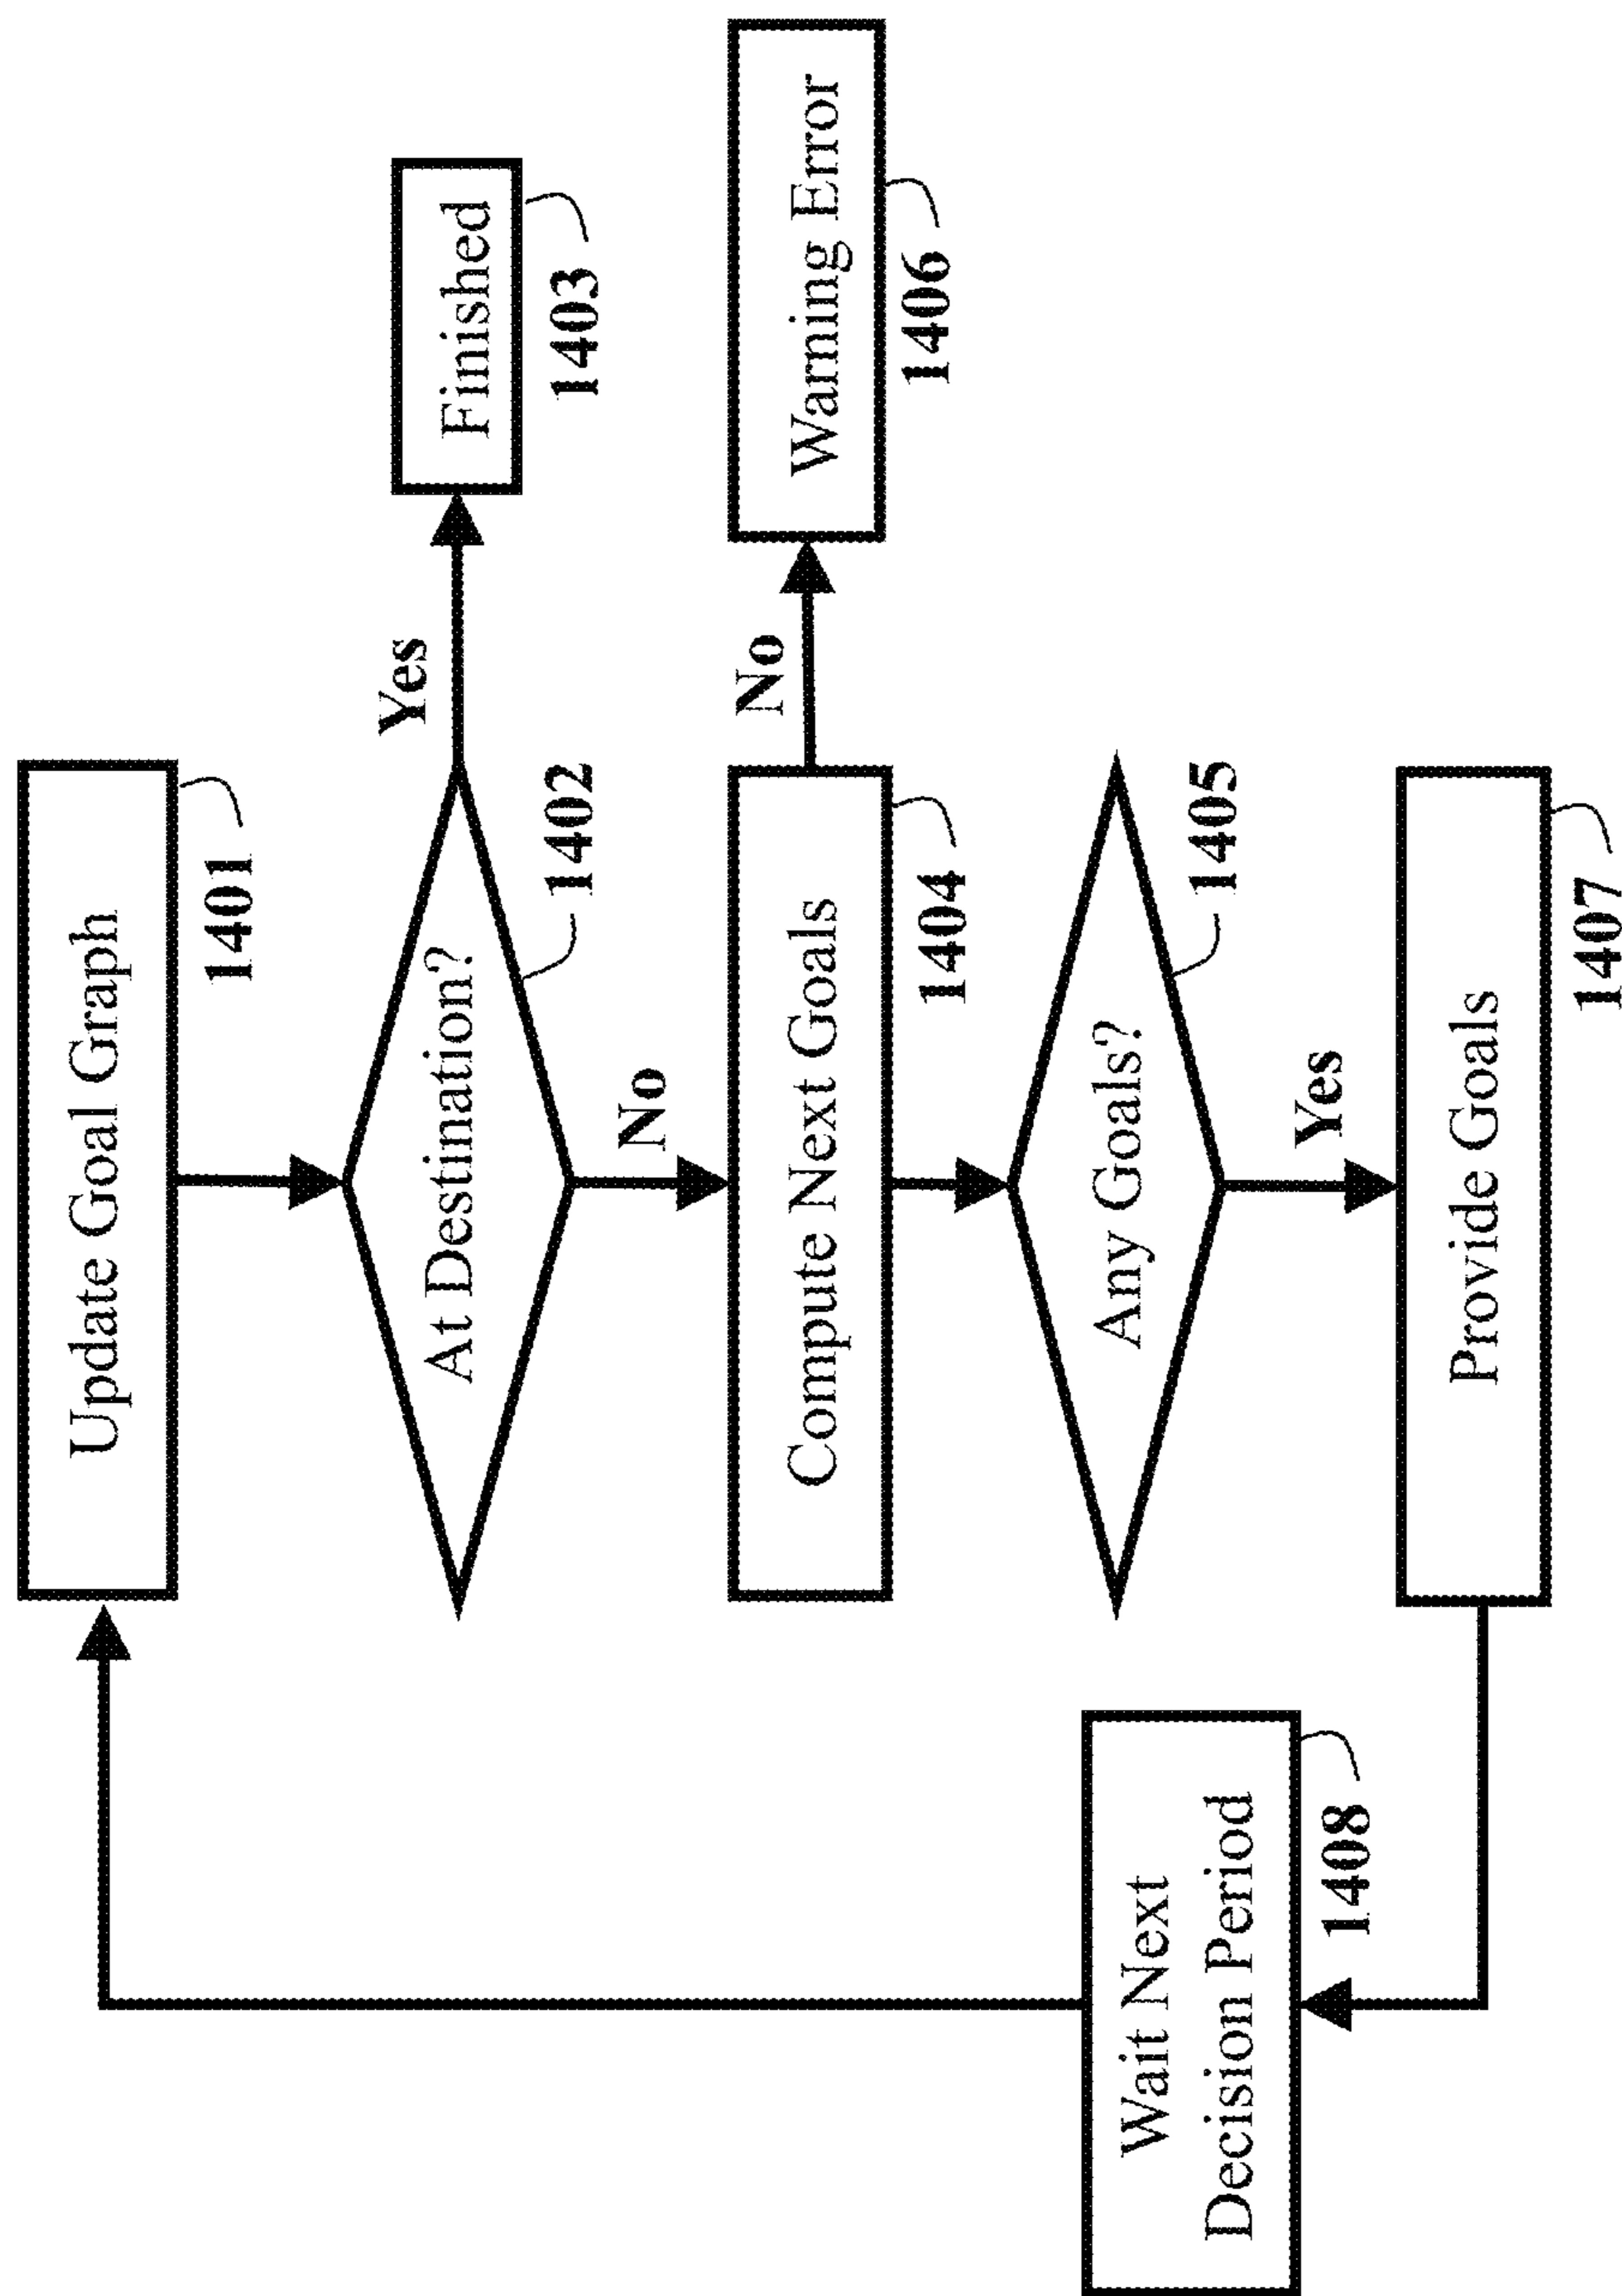 Update Goal Graph
1401
At Destination?
1402
Yes
Finished
1403
No
Compute Next Goals
1404
No
Warning Error
1406
Any Goals?
1405
Yes
Provide Goals
1407
Wait Next
Decision Period
1408